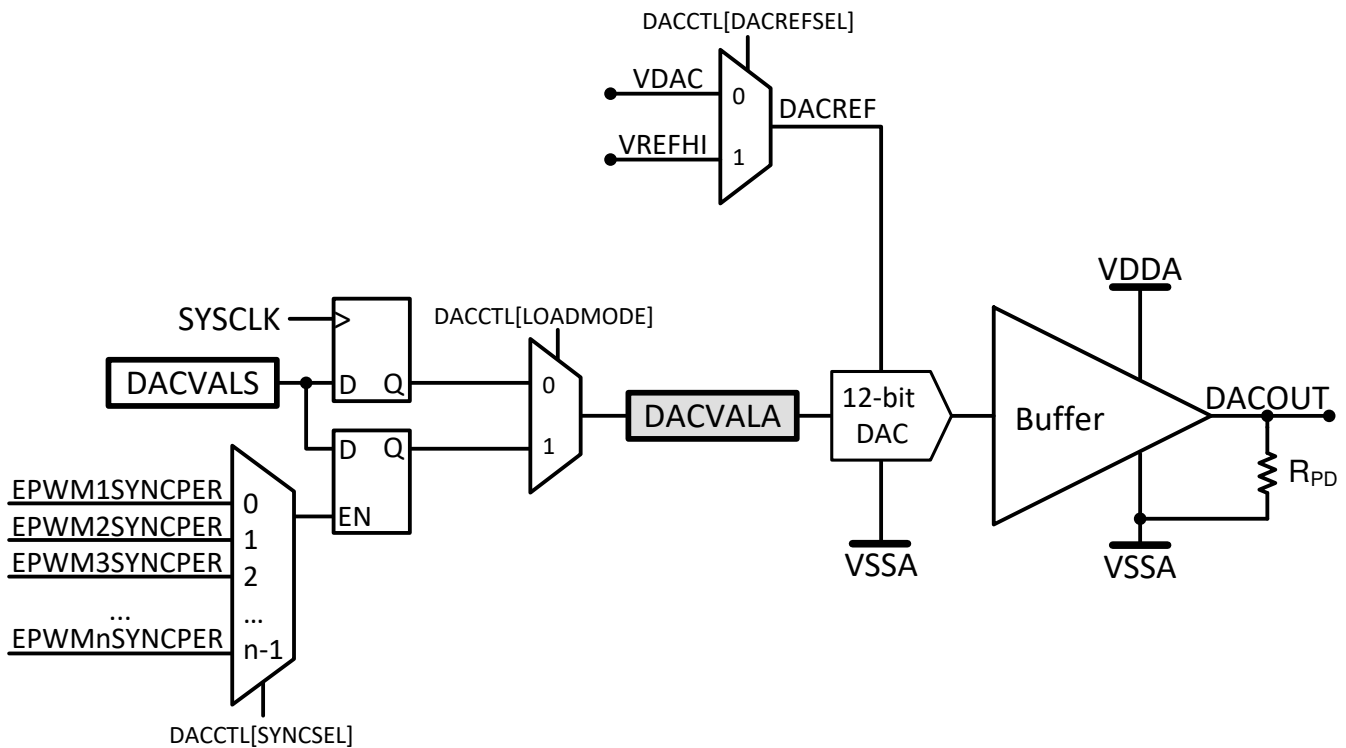 DACCTL[DACREFSEL]
VDAC
0
DACREF
VREFHI
1
VDDA
SYSCLK
>
DACCTL[LOADMODE]
DACVALS
D
Q
0
DACVALA
12-bit
DAC
Buffer
DACOUT
D
Q
1
RPD
EPWM1SYNCPER
0
EN
EPWM2SYNCPER
1
EPWM3SYNCPER
2
VSSA
VSSA
...
...
EPWMnSYNCPER
n-1
DACCTL[SYNCSEL]